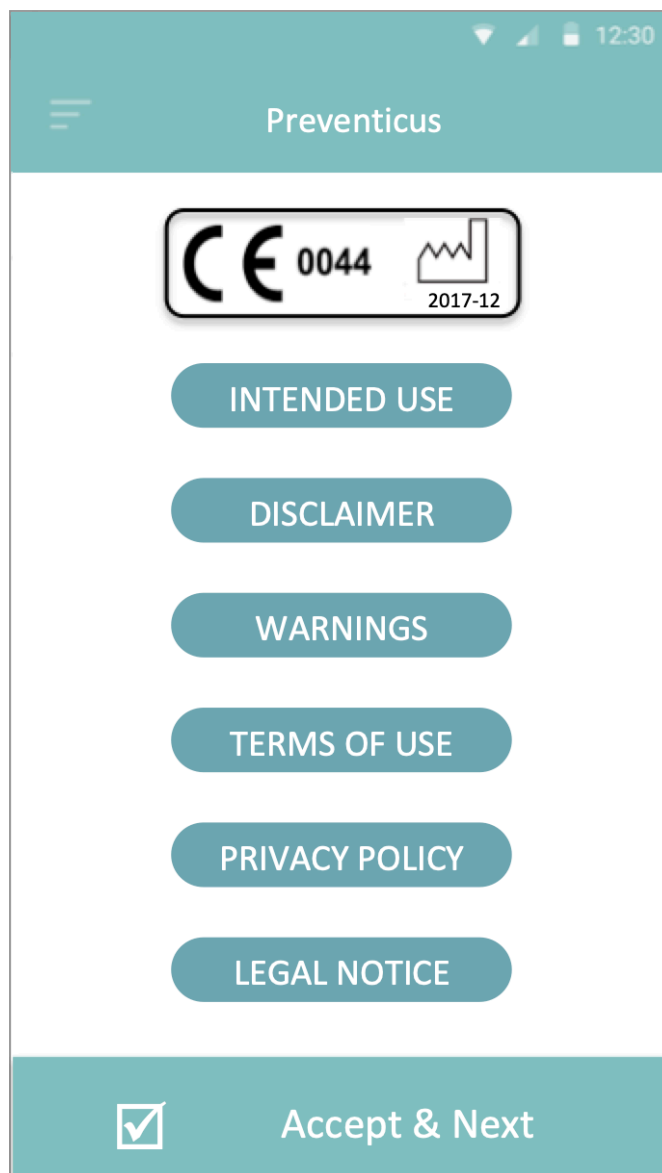 12:30
Preventicus
CE 0044
2017-12
INTENDED USE
DISCLAIMER
WARNINGS
TERMS OF USE
PRIVACY POLICY
LEGAL NOTICE
Accept & Next